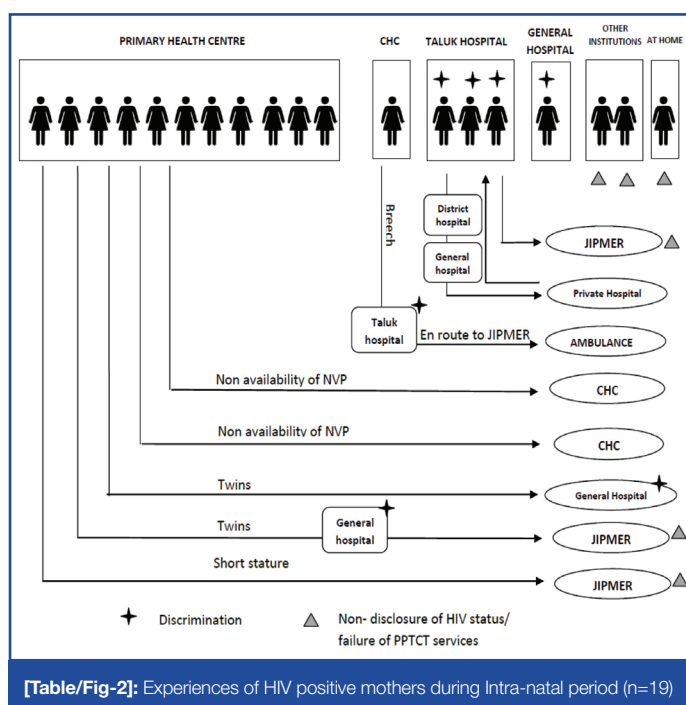 PRIMARY HEALTH CENTRE
CHC
TALUK HOSPITAL
GENERAL
HOSPITAL
OTHER
INSTITUTIONS
AT HOME
Breech
District
hospital
General
hospital
JIPMER
Private Hospital
Taluk
hospital
En route to JIPMER
AMBULANCE
Non availability of NVP
CHC
Non availability of NVP
CHC
Twins
General Hospital
Twins
General
hospital
JIPMER
Short stature
JIPMER
Discrimination
Non- disclosure of HIV status/
failure of PPTCT services
[Table/Fig-2]: Experiences of HIV positive mothers during Intra-natal period (n=19)